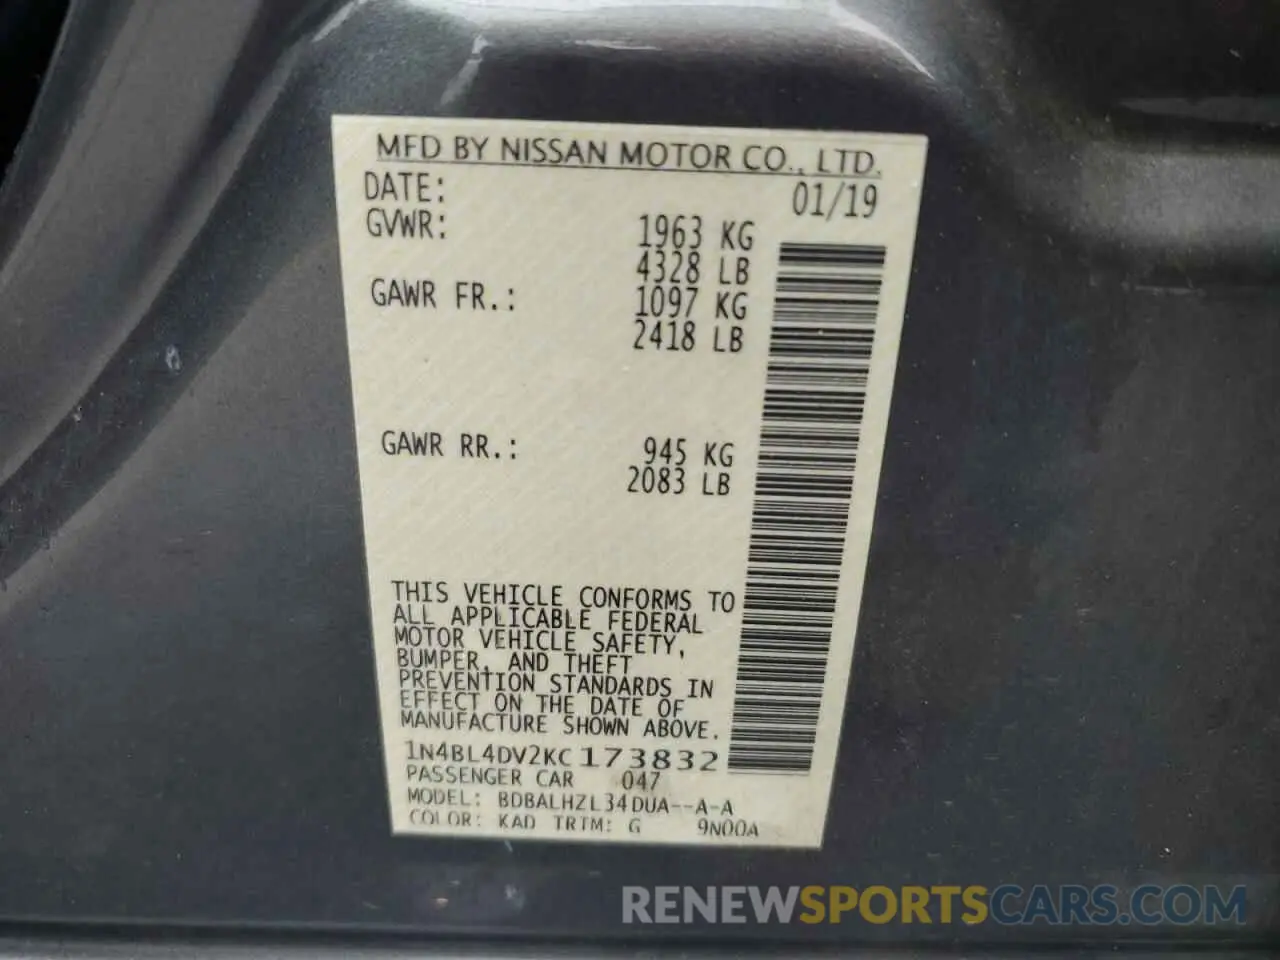 MFD BY NISSAN MOTOR CO., LTD.
DATE: 01/19
GVWR: 1963 KG
4328 LB
GAWR FR.: 1097 KG
2418 LB
GAWR RR.: 945 KG
2083 LB
THIS VEHICLE CONFORMS TO
ALL APPLICABLE FEDERAL
MOTOR VEHICLE SAFETY,
BUMPER, AND THEFT
PREVENTION STANDARDS IN
EFFECT ON THE DATE OF
MANUFACTURE SHOWN ABOVE.
1N4BL4DV2KC173832
PASSENGER CAR 047
MODEL: BDBALHZL34DUA--A-A
COLOR: KAD TRIM: G 9N00A
RENEWSPORTSCARS.COM